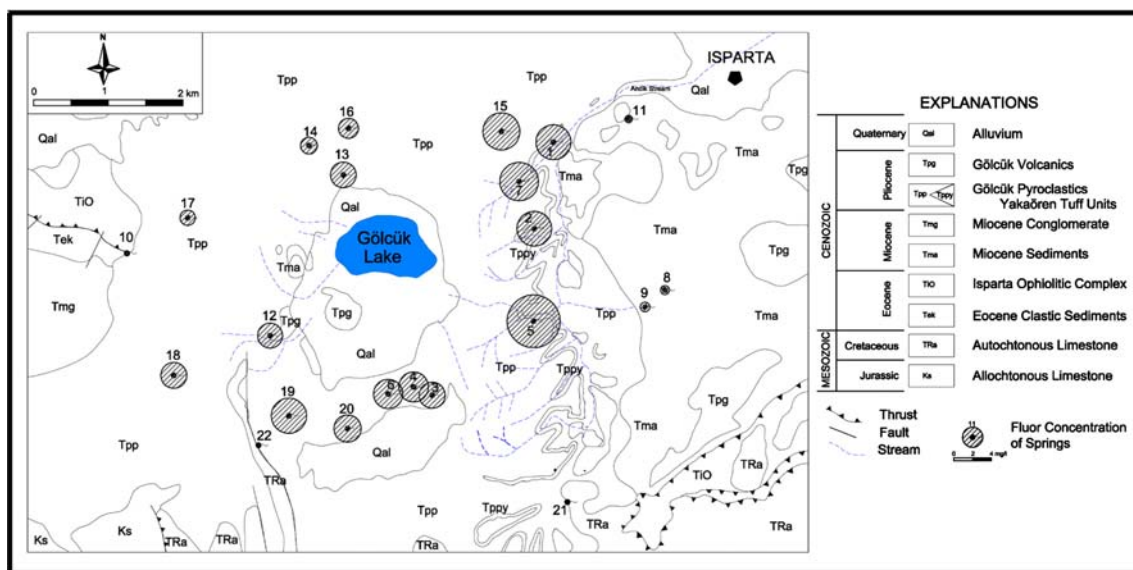 N
0 1 2 km
ISPARTA
Tpp
Qal
Andik Stream
15
11
16
14
1
Qal
Tpp
13
7
Tma
Tma
Tpg
TiO
17
Qal
2
10
Tek
Tpp
Gölcük
Lake
Tppy
Tma
Tpg
8
Tmg
9
Tpg
Tpp
12
Tpg
5
Tma
Qal
18
Tpp
Tppy
4
6
3
Tpg
19
20
Tma
22
Qal
Tpp
TRa
TiO
TRa
Ks
Tpp
Tppy
21
TRa
TRa
Ks
TRa
TRa
TRa
EXPLANATIONS
CENOZOIC
Quaternary Qal Alluvium
Pliocene
Tpg Gölcük Volcanics
Tpp Tppy Gölcük Pyroclastics
Yakaören Tuff Units
Miocene
Tmg Miocene Conglomerate
Tma Miocene Sediments
Eocene
TiO Isparta Ophiolitic Complex
Tek Eocene Clastic Sediments
MESOZOIC
Cretaceous TRa Autochtonous Limestone
Jurassic Ks Allochtonous Limestone
Thrust
Fault
Stream
11
Fluor Concentration
of Springs
0 2 4 mg/l